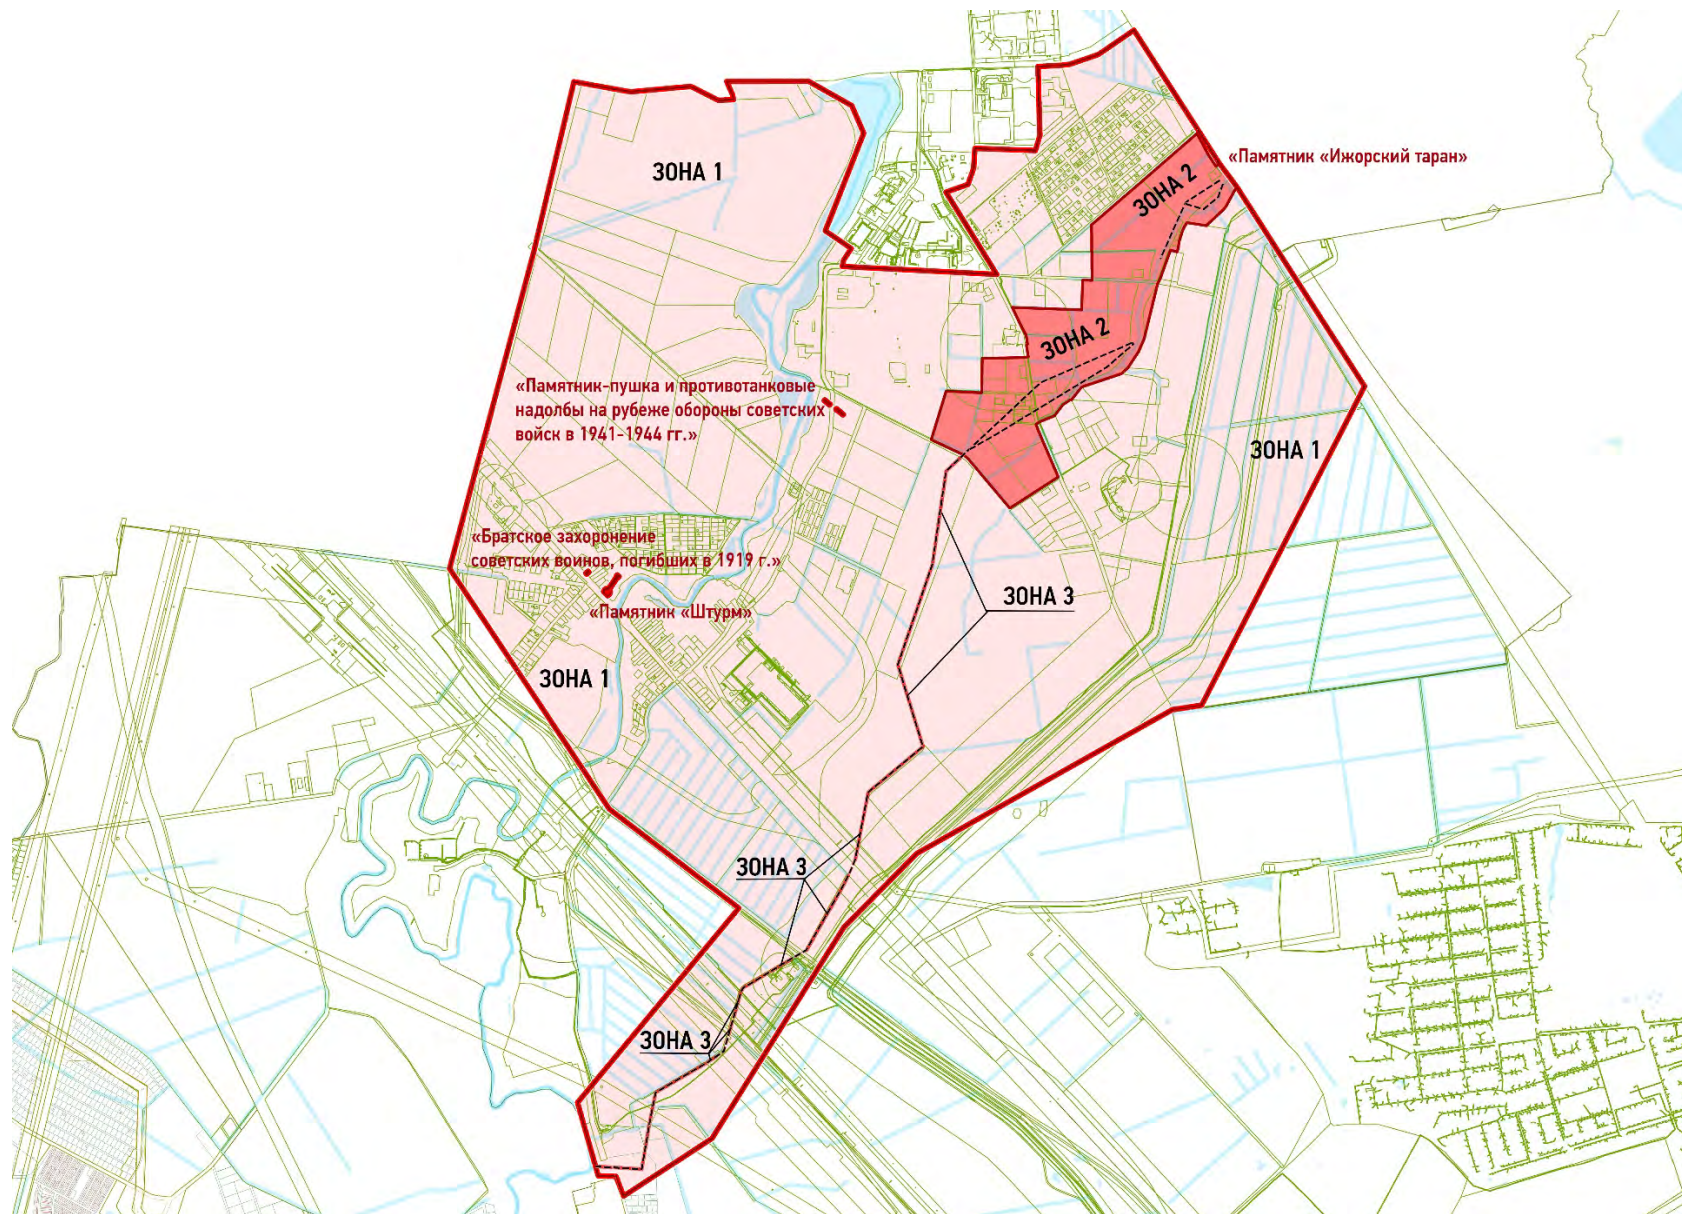 «Памятник «Ижорский таран»
ЗОНА 1
ЗОНА 2
ЗОНА 2
«Памятник-пушка и противотанковые
надолбы на рубеже обороны советских
войск в 1941-1944 гг.»
ЗОНА 1
«Братское захоронение
советских воинов, погибших в 1919 г.»
«Памятник «Штурм»
ЗОНА 3
ЗОНА 1
ЗОНА 3
ЗОНА 3